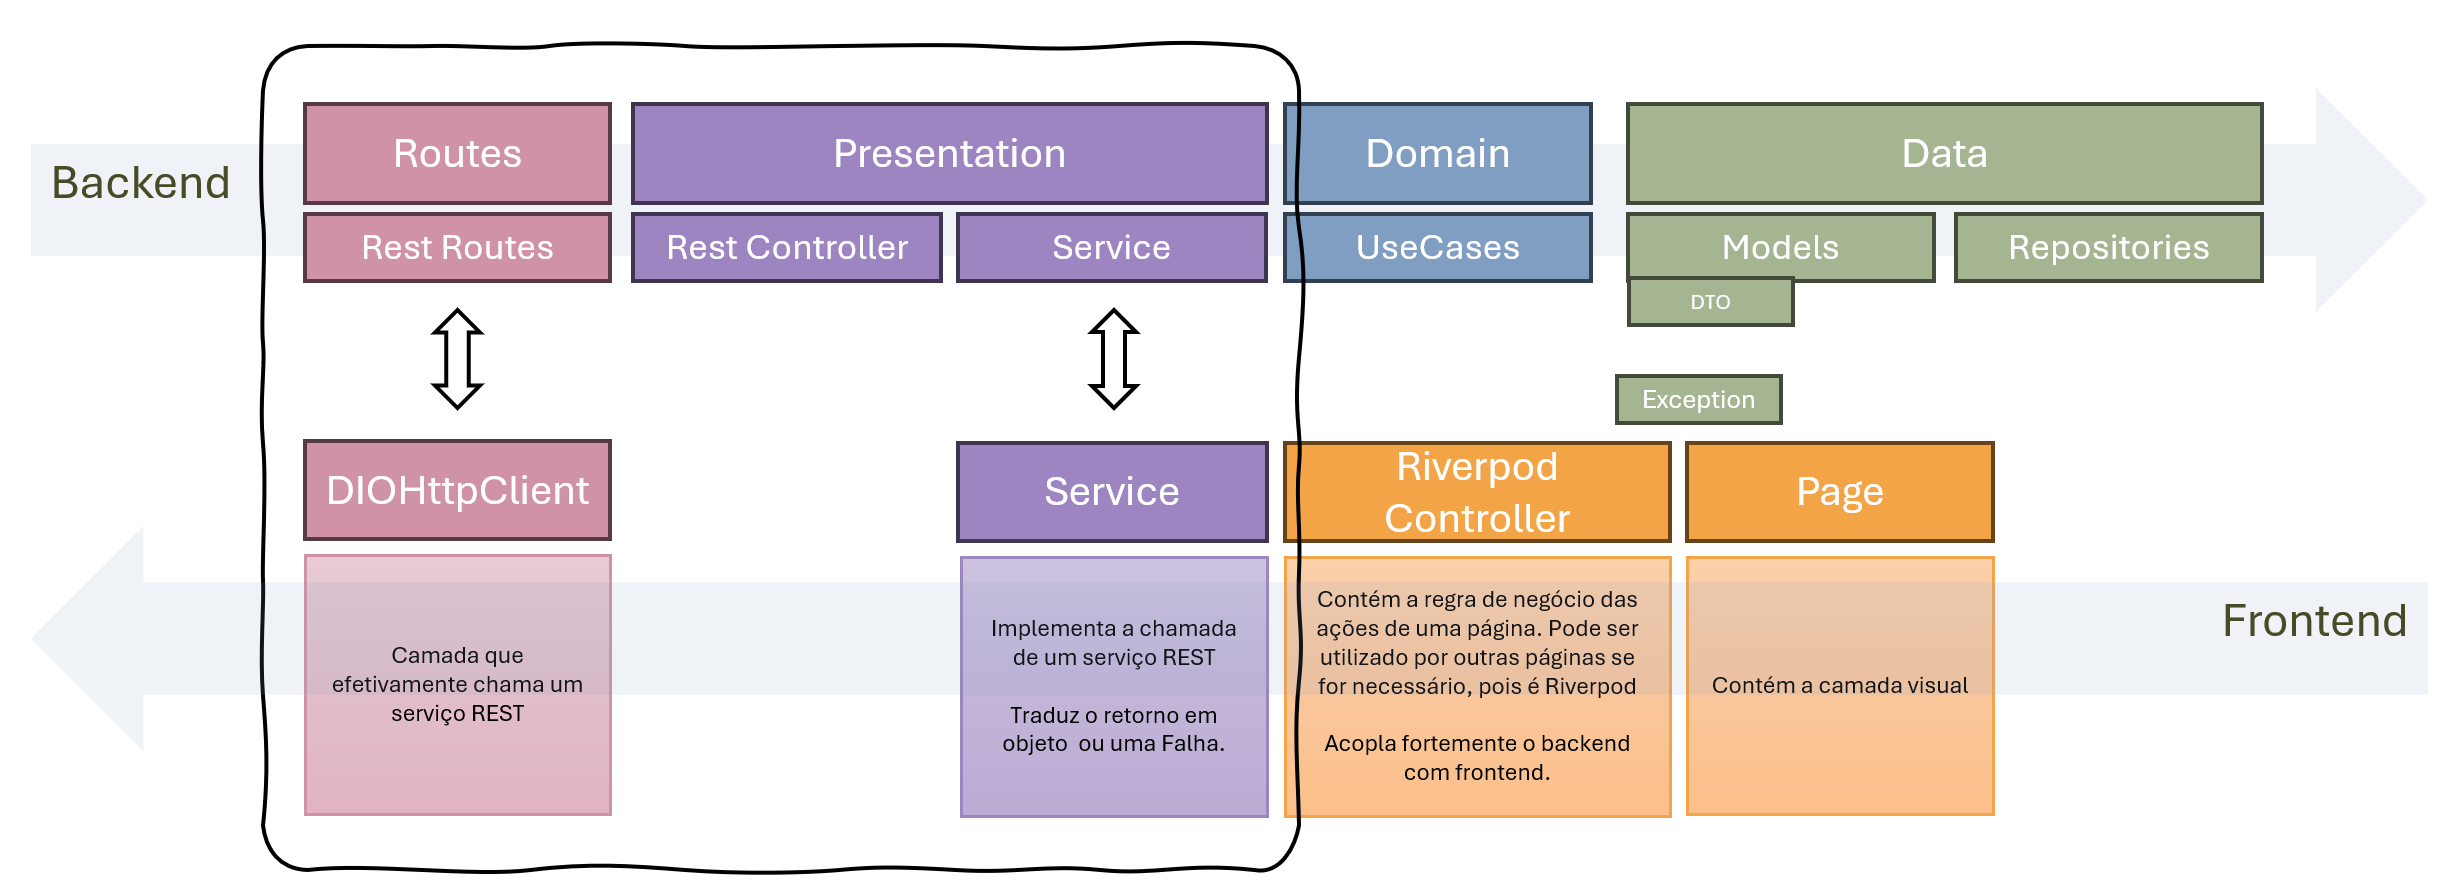 Backend
Routes
Presentation
Domain
Data
Rest Routes
Rest Controller
Service
UseCases
Models
Repositories
DTO
Exception
DIOHttpClient
Service
Riverpod
Controller
Page
Camada que
efetivamente chama um
serviço REST
Implementa a chamada
de um serviço REST
Traduz o retorno em
objeto  ou uma Falha.
Contém a regra de negócio das
ações de uma página. Pode ser
utilizado por outras páginas se
for necessário, pois é Riverpod
Acopla fortemente o backend
com frontend.
Contém a camada visual
Frontend